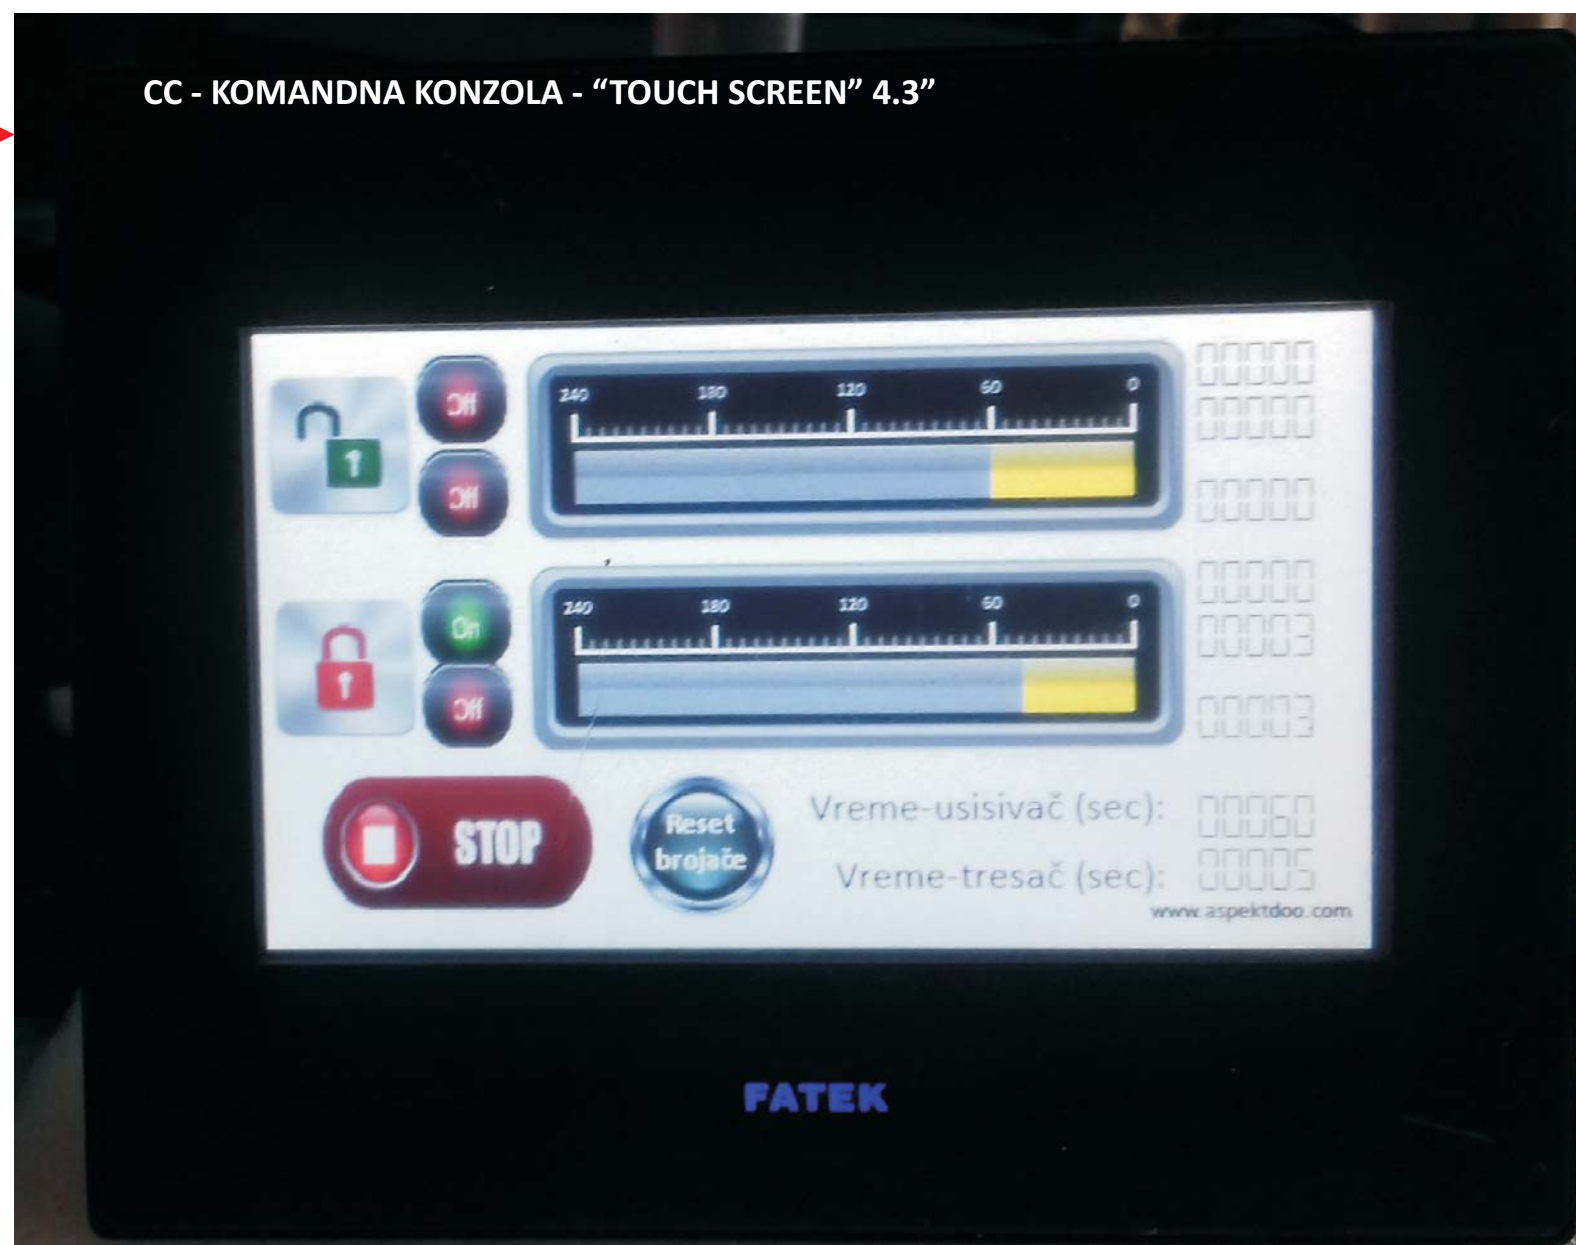 CC - KOMANDNA KONZOLA - “TOUCH SCREEN” 4.3”
Off
240 180 120 60 0
00000
00000
Off
00000
On
240 180 120 60 0
00000
00003
Off
00003
STOP
Reset
brojače
Vreme-usisivač (sec): 00060
Vreme-tresač (sec): 00005
www.aspektdoo.com
FATEK